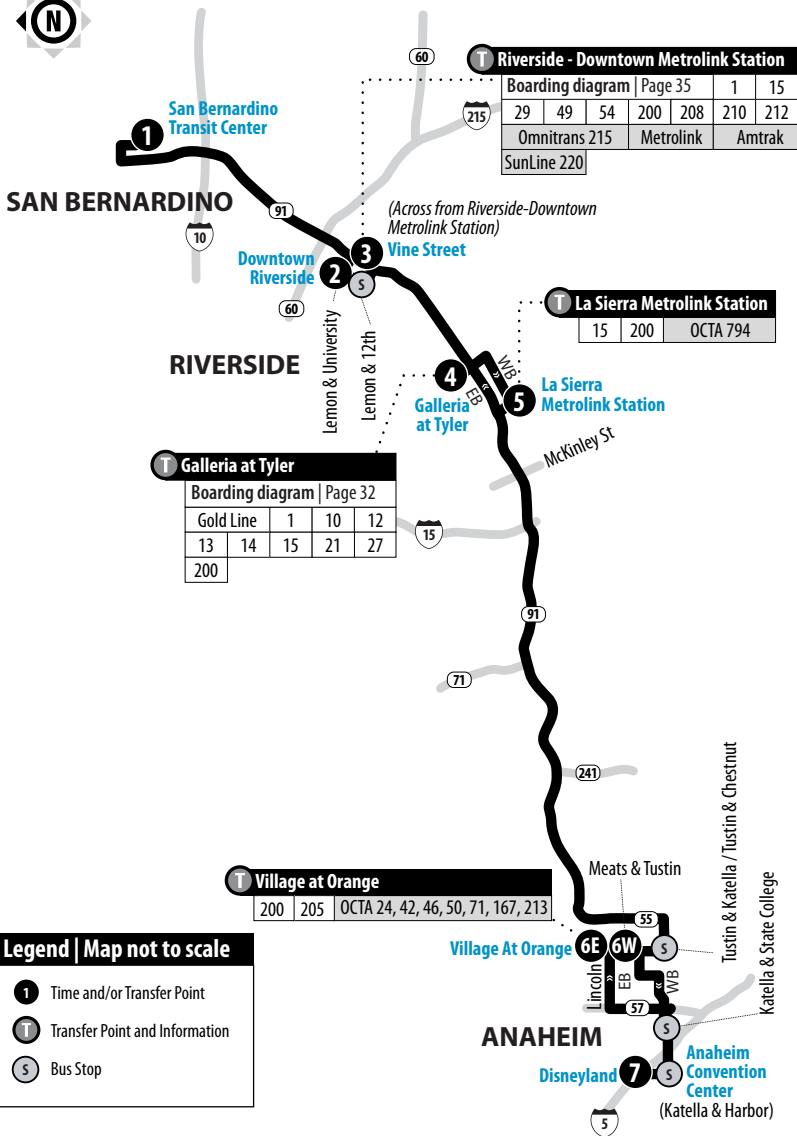 N
60
T Riverside - Downtown Metrolink Station
Boarding diagram | Page 35 1 15
29 49 54 200 208 210 212
Omnitrans 215 Metrolink Amtrak
SunLine 220
215
1 San Bernardino
Transit Center
SAN BERNARDINO
91
10
(Across from Riverside-Downtown
Metrolink Station)
3 Vine Street
Downtown
Riverside 2
S
60
Lemon & University
Lemon & 12th
RIVERSIDE
T La Sierra Metrolink Station
15 200 OCTA 794
WB
EB
4
Galleria
at Tyler
5 La Sierra
Metrolink Station
McKinley St
T Galleria at Tyler
Boarding diagram | Page 32
Gold Line 1 10 12
13 14 15 21 27
200
15
91
71
241
Tustin & Katella / Tustin & Chestnut
Katella & State College
Meats & Tustin
T Village at Orange
200 205 OCTA 24, 42, 46, 50, 71, 167, 213
55
Village At Orange 6E 6W S
Lincoln
EB
WB
57
S
ANAHEIM
Disneyland 7 S Anaheim
Convention
Center
(Katella & Harbor)
5
Legend | Map not to scale
1 Time and/or Transfer Point
T Transfer Point and Information
S Bus Stop